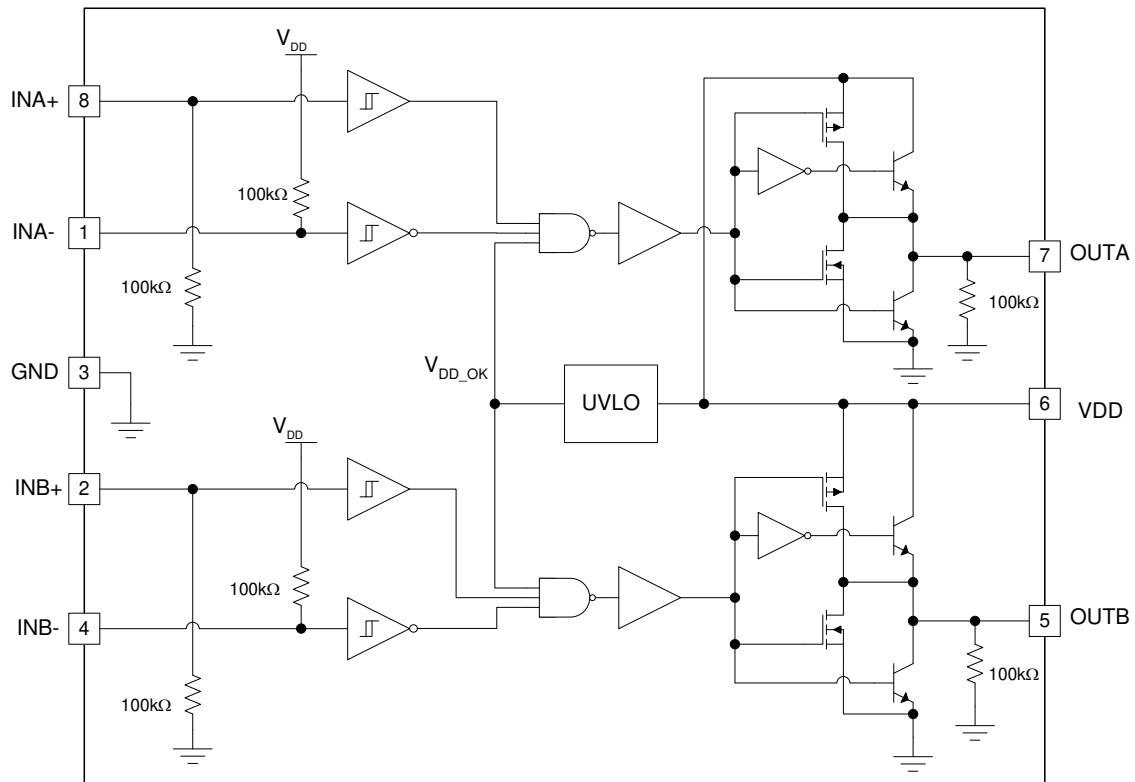 V_DD
INA+ 8
100kΩ
INA- 1
100kΩ
7 OUTA
100kΩ
GND 3
V_DD_OK
UVLO
6 VDD
V_DD
INB+ 2
100kΩ
INB- 4
100kΩ
5 OUTB
100kΩ